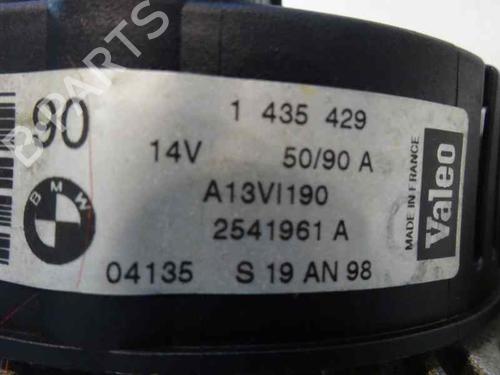 90
1 435 429
14V 50/90 A
A13VI190
2541961 A
04135 S 19 AN 98
BMW
MADE IN FRANCE
Valeo
B-PARTS